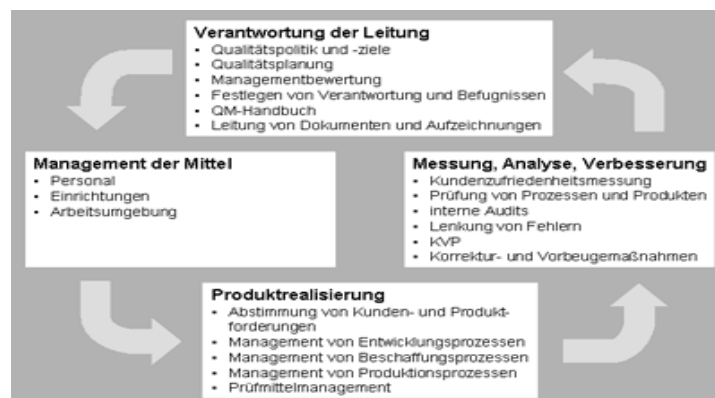 Verantwortung der Leitung
• Qualitätspolitik und -ziele
• Qualitätsplanung
• Managementbewertung
• Festlegen von Verantwortung und Befugnissen
• QM-Handbuch
• Leitung von Dokumenten und Aufzeichnungen
Management der Mittel
• Personal
• Einrichtungen
• Arbeitsumgebung
Messung, Analyse, Verbesserung
• Kundenzufriedenheitsmessung
• Prüfung von Prozessen und Produkten
• interne Audits
• Lenkung von Fehlern
• KVP
• Korrektur- und Vorbeugemaßnahmen
Produktrealisierung
• Abstimmung von Kunden- und Produkt-
forderungen
• Management von Entwicklungsprozessen
• Management von Beschaffungsprozessen
• Management von Produktionsprozessen
• Prüfmittelmanagement